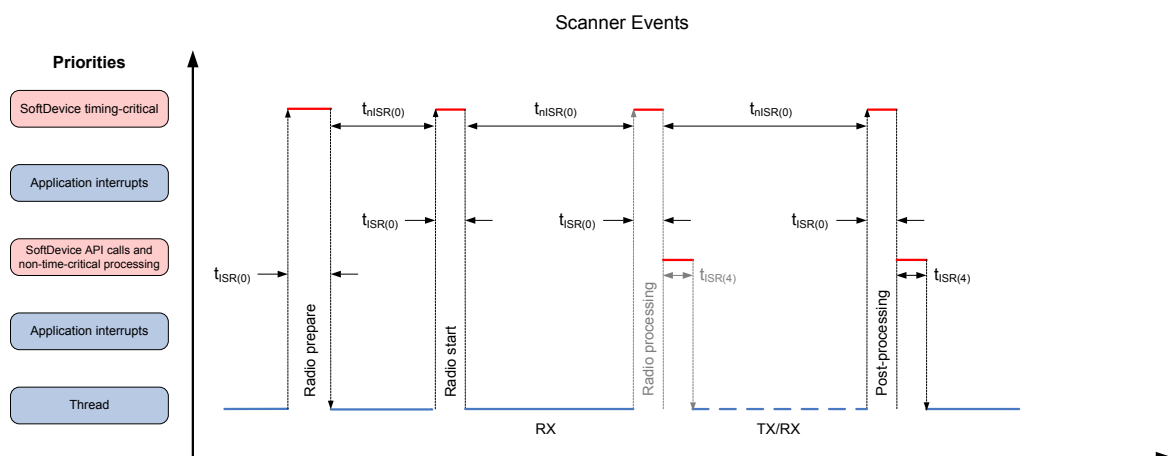 Scanner Events
Priorities
SoftDevice timing-critical
Application interrupts
SoftDevice API calls and
non-time-critical processing
Application interrupts
Thread
tnISR(0)
tnISR(0)
tnISR(0)
tISR(0)
tISR(0)
tISR(0)
tISR(0)
tISR(4)
tISR(4)
Radio prepare
Radio start
Radio processing
Post-processing
RX
TX/RX